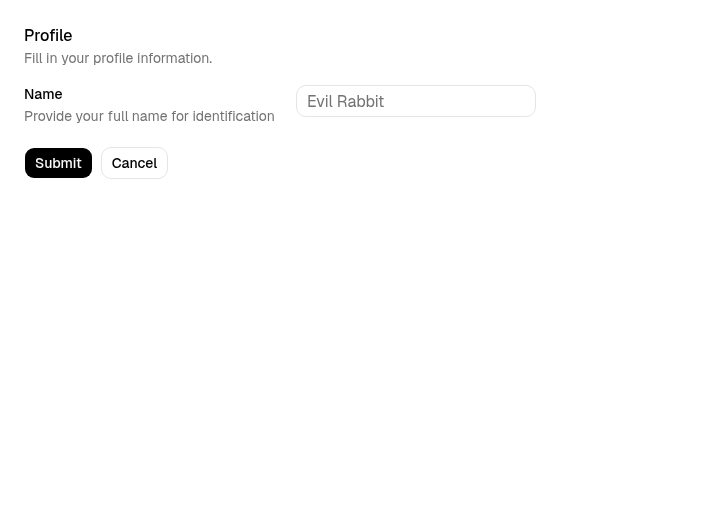 Profile
Fill in your profile information.
Name
Provide your full name for identification
Evil Rabbit
Submit
Cancel